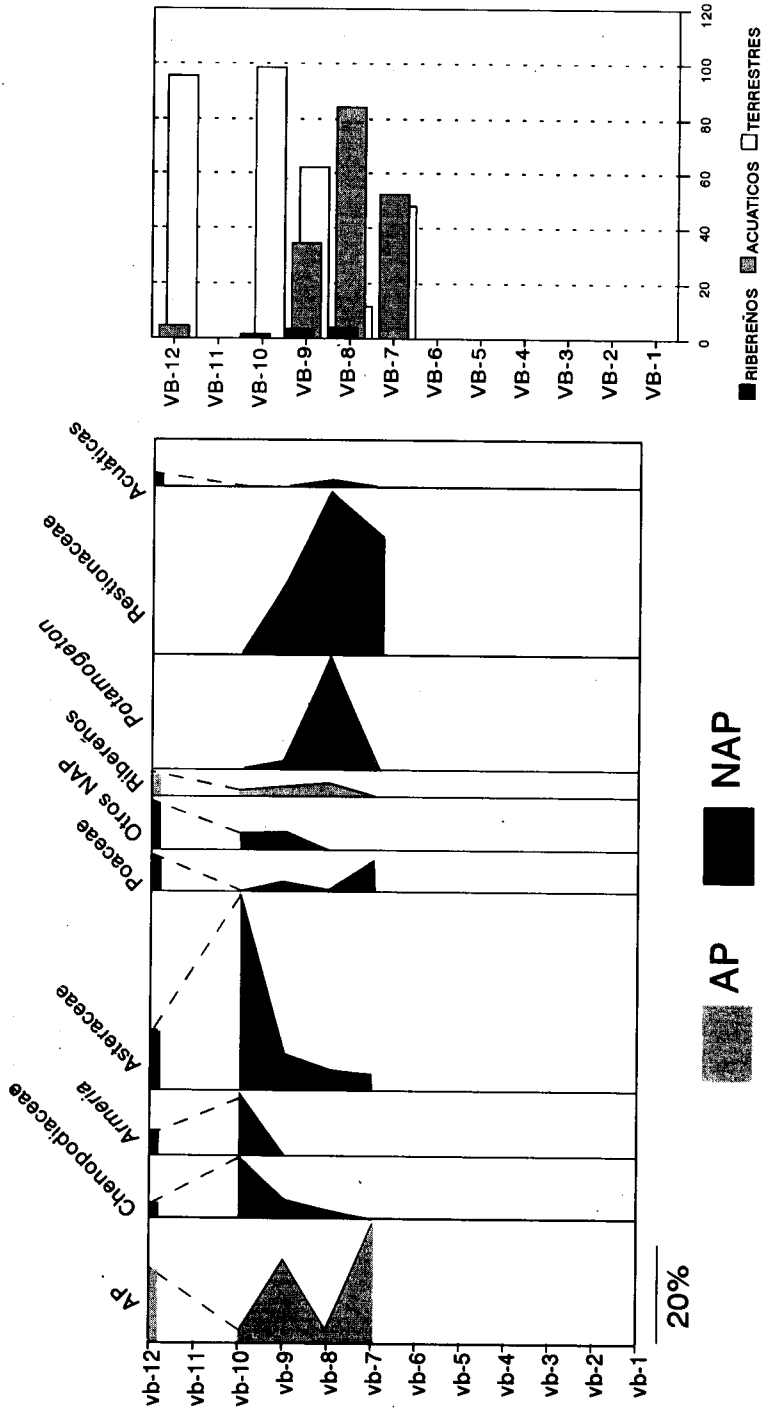 AP
Chenopodiaceae
Armeria
Asteraceae
Poaceae
Otros NAP
Ribereños
Potamogeton
Restionaceae
Acuáticas
vb-12
vb-11
vb-10
vb-9
vb-8
vb-7
vb-6
vb-5
vb-4
vb-3
vb-2
vb-1
20%
AP NAP
VB-12
VB-11
VB-10
VB-9
VB-8
VB-7
VB-6
VB-5
VB-4
VB-3
VB-2
VB-1
0 20 40 60 80 100 120
RIBEREÑOS ACUATICOS TERRESTRES